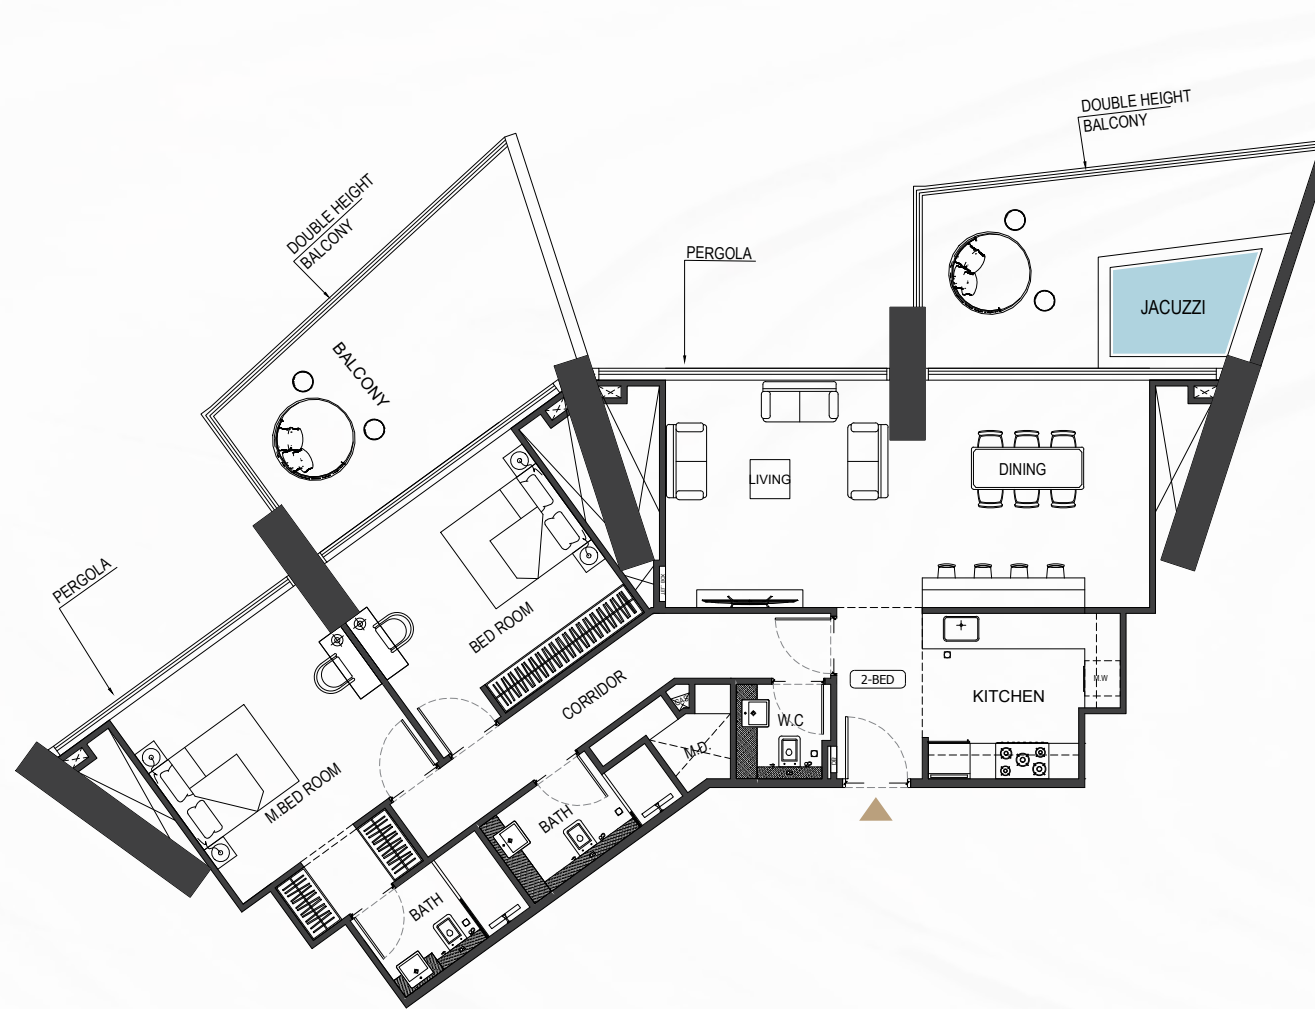 DOUBLE HEIGHT
BALCONY
DOUBLE HEIGHT
BALCONY
PERGOLA
JACUZZI
BALCONY
DINING
LIVING
PERGOLA
BED ROOM
2-BED
KITCHEN
M.W
CORRIDOR
W.C
M.D.
M.BED ROOM
BATH
BATH